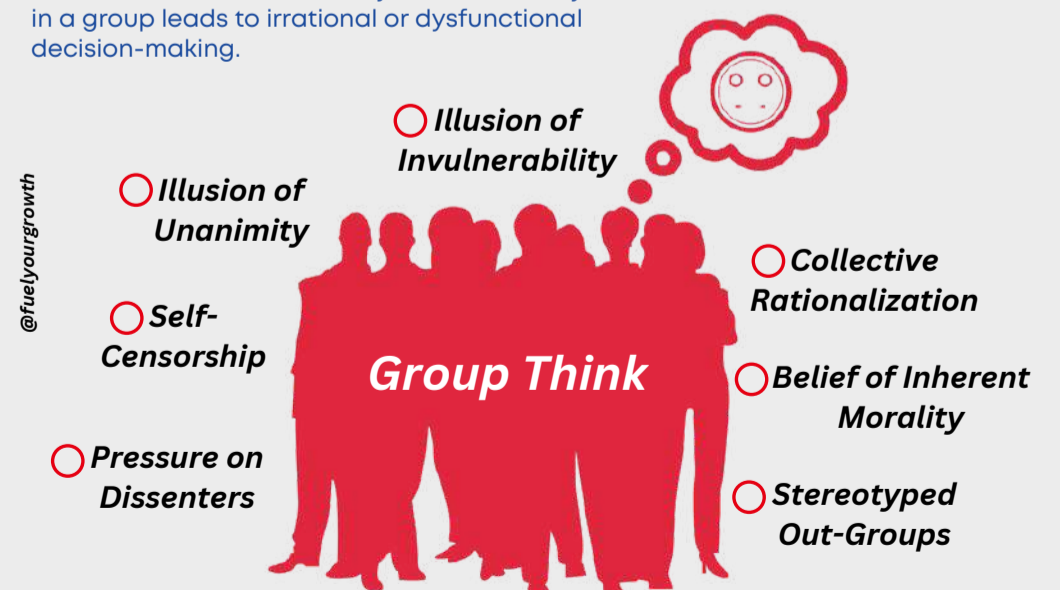 in a group leads to irrational or dysfunctional
decision-making.
Illusion of
Invulnerability
Illusion of
Unanimity
@fuelyourgrowth
Collective
Rationalization
Self-
Censorship
Group Think
Belief of Inherent
Morality
Pressure on
Dissenters
Stereotyped
Out-Groups